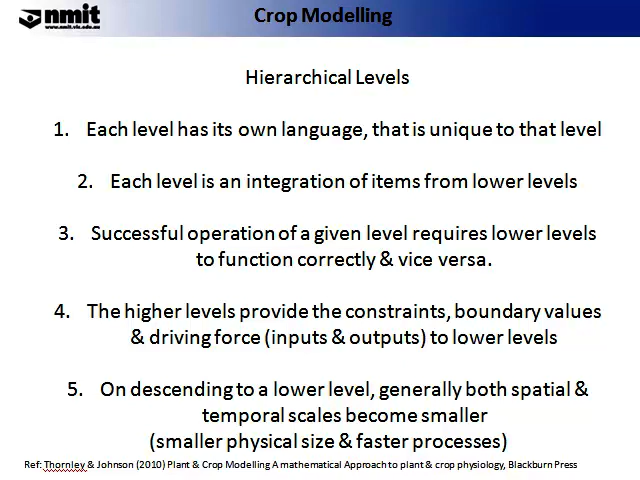 nmit
www.nmit.vic.edu.au
Crop Modelling
Hierarchical Levels
1. Each level has its own language, that is unique to that level
2. Each level is an integration of items from lower levels
3. Successful operation of a given level requires lower levels
to function correctly & vice versa.
4. The higher levels provide the constraints, boundary values
& driving force (inputs & outputs) to lower levels
5. On descending to a lower level, generally both spatial &
temporal scales become smaller
(smaller physical size & faster processes)
Ref: Thornley & Johnson (2010) Plant & Crop Modelling A mathematical Approach to plant & crop physiology, Blackburn Press